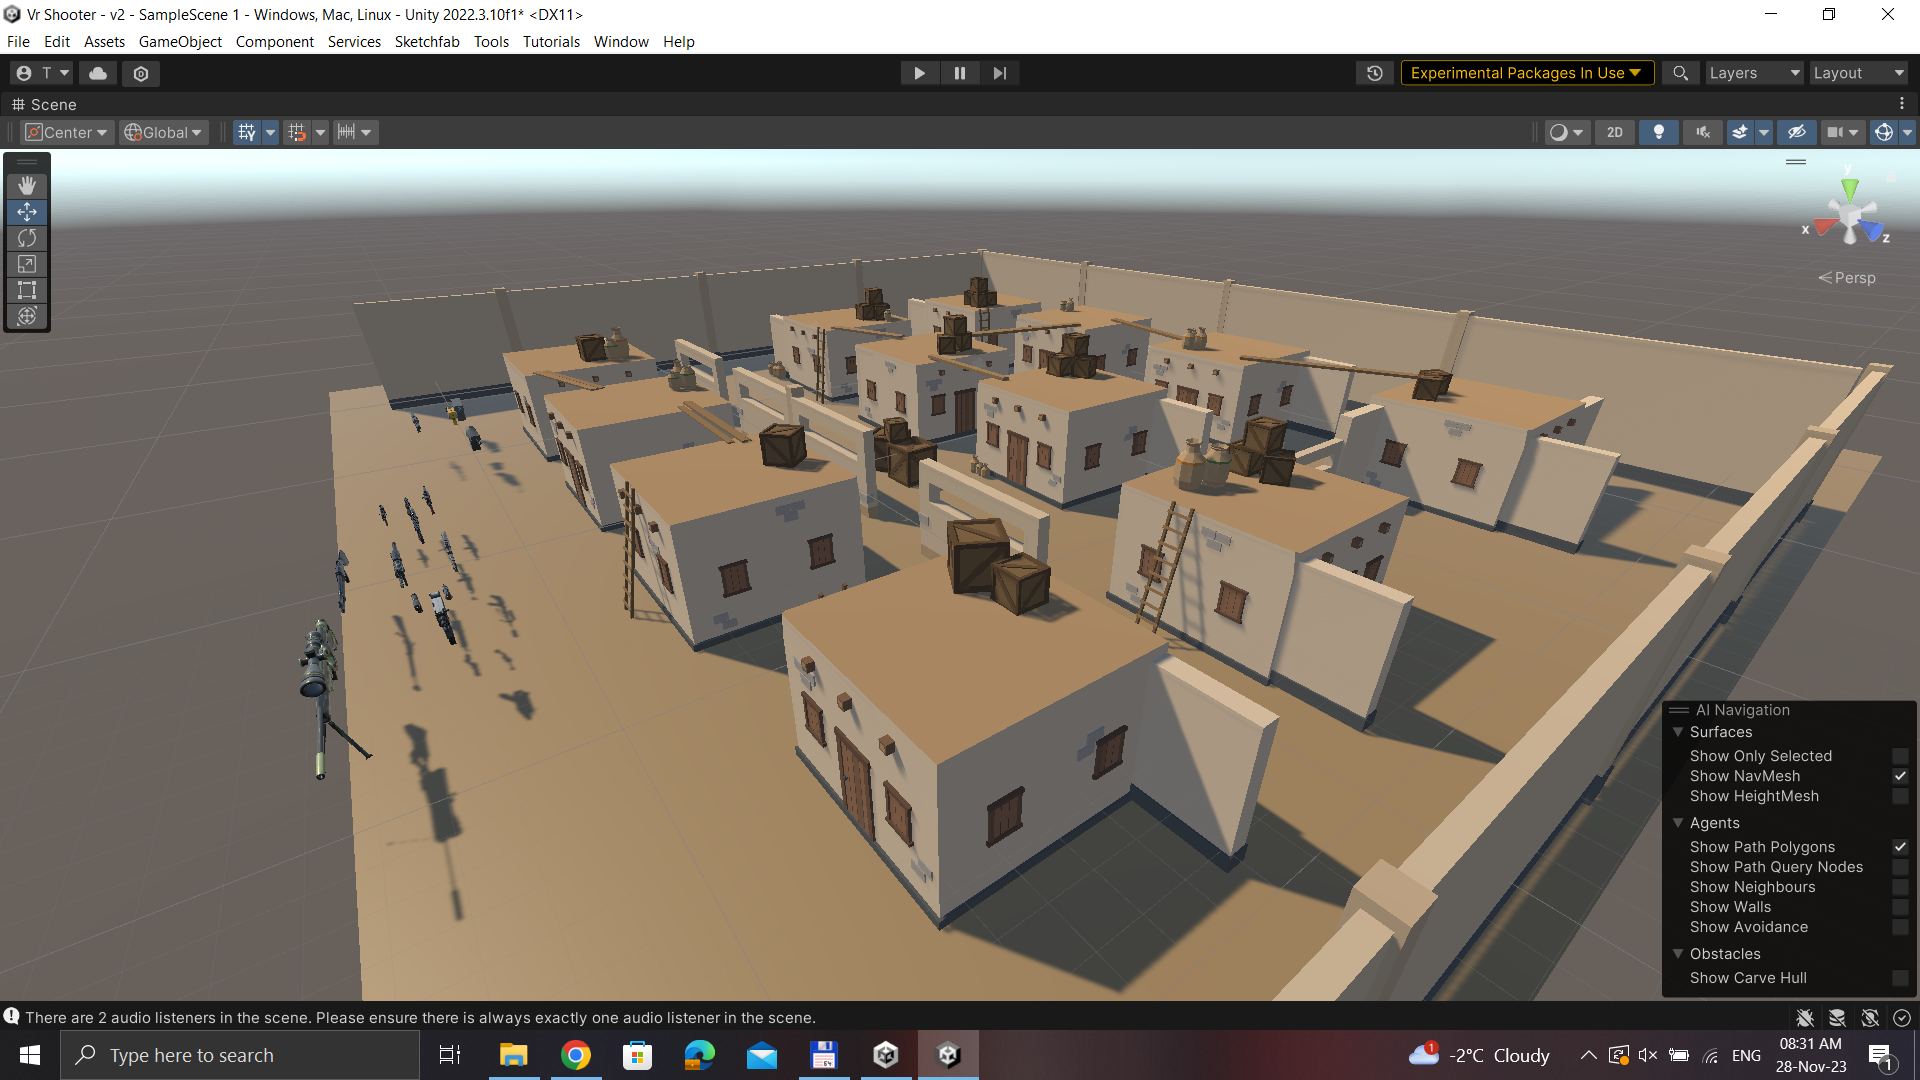 Vr Shooter - v2 - SampleScene 1 - Windows, Mac, Linux - Unity 2022.3.10f1* <DX11>
File Edit Assets GameObject Component Services Sketchfab Tools Tutorials Window Help
T Experimental Packages In Use Layers Layout
Scene
Center Global 2D
y
x
z
Persp
AI Navigation
Surfaces
Show Only Selected
Show NavMesh
Show HeightMesh
Agents
Show Path Polygons
Show Path Query Nodes
Show Neighbours
Show Walls
Show Avoidance
Obstacles
Show Carve Hull
There are 2 audio listeners in the scene. Please ensure there is always exactly one audio listener in the scene.
Type here to search
64
1
-2°C Cloudy
ENG
08:31 AM
28-Nov-23
1